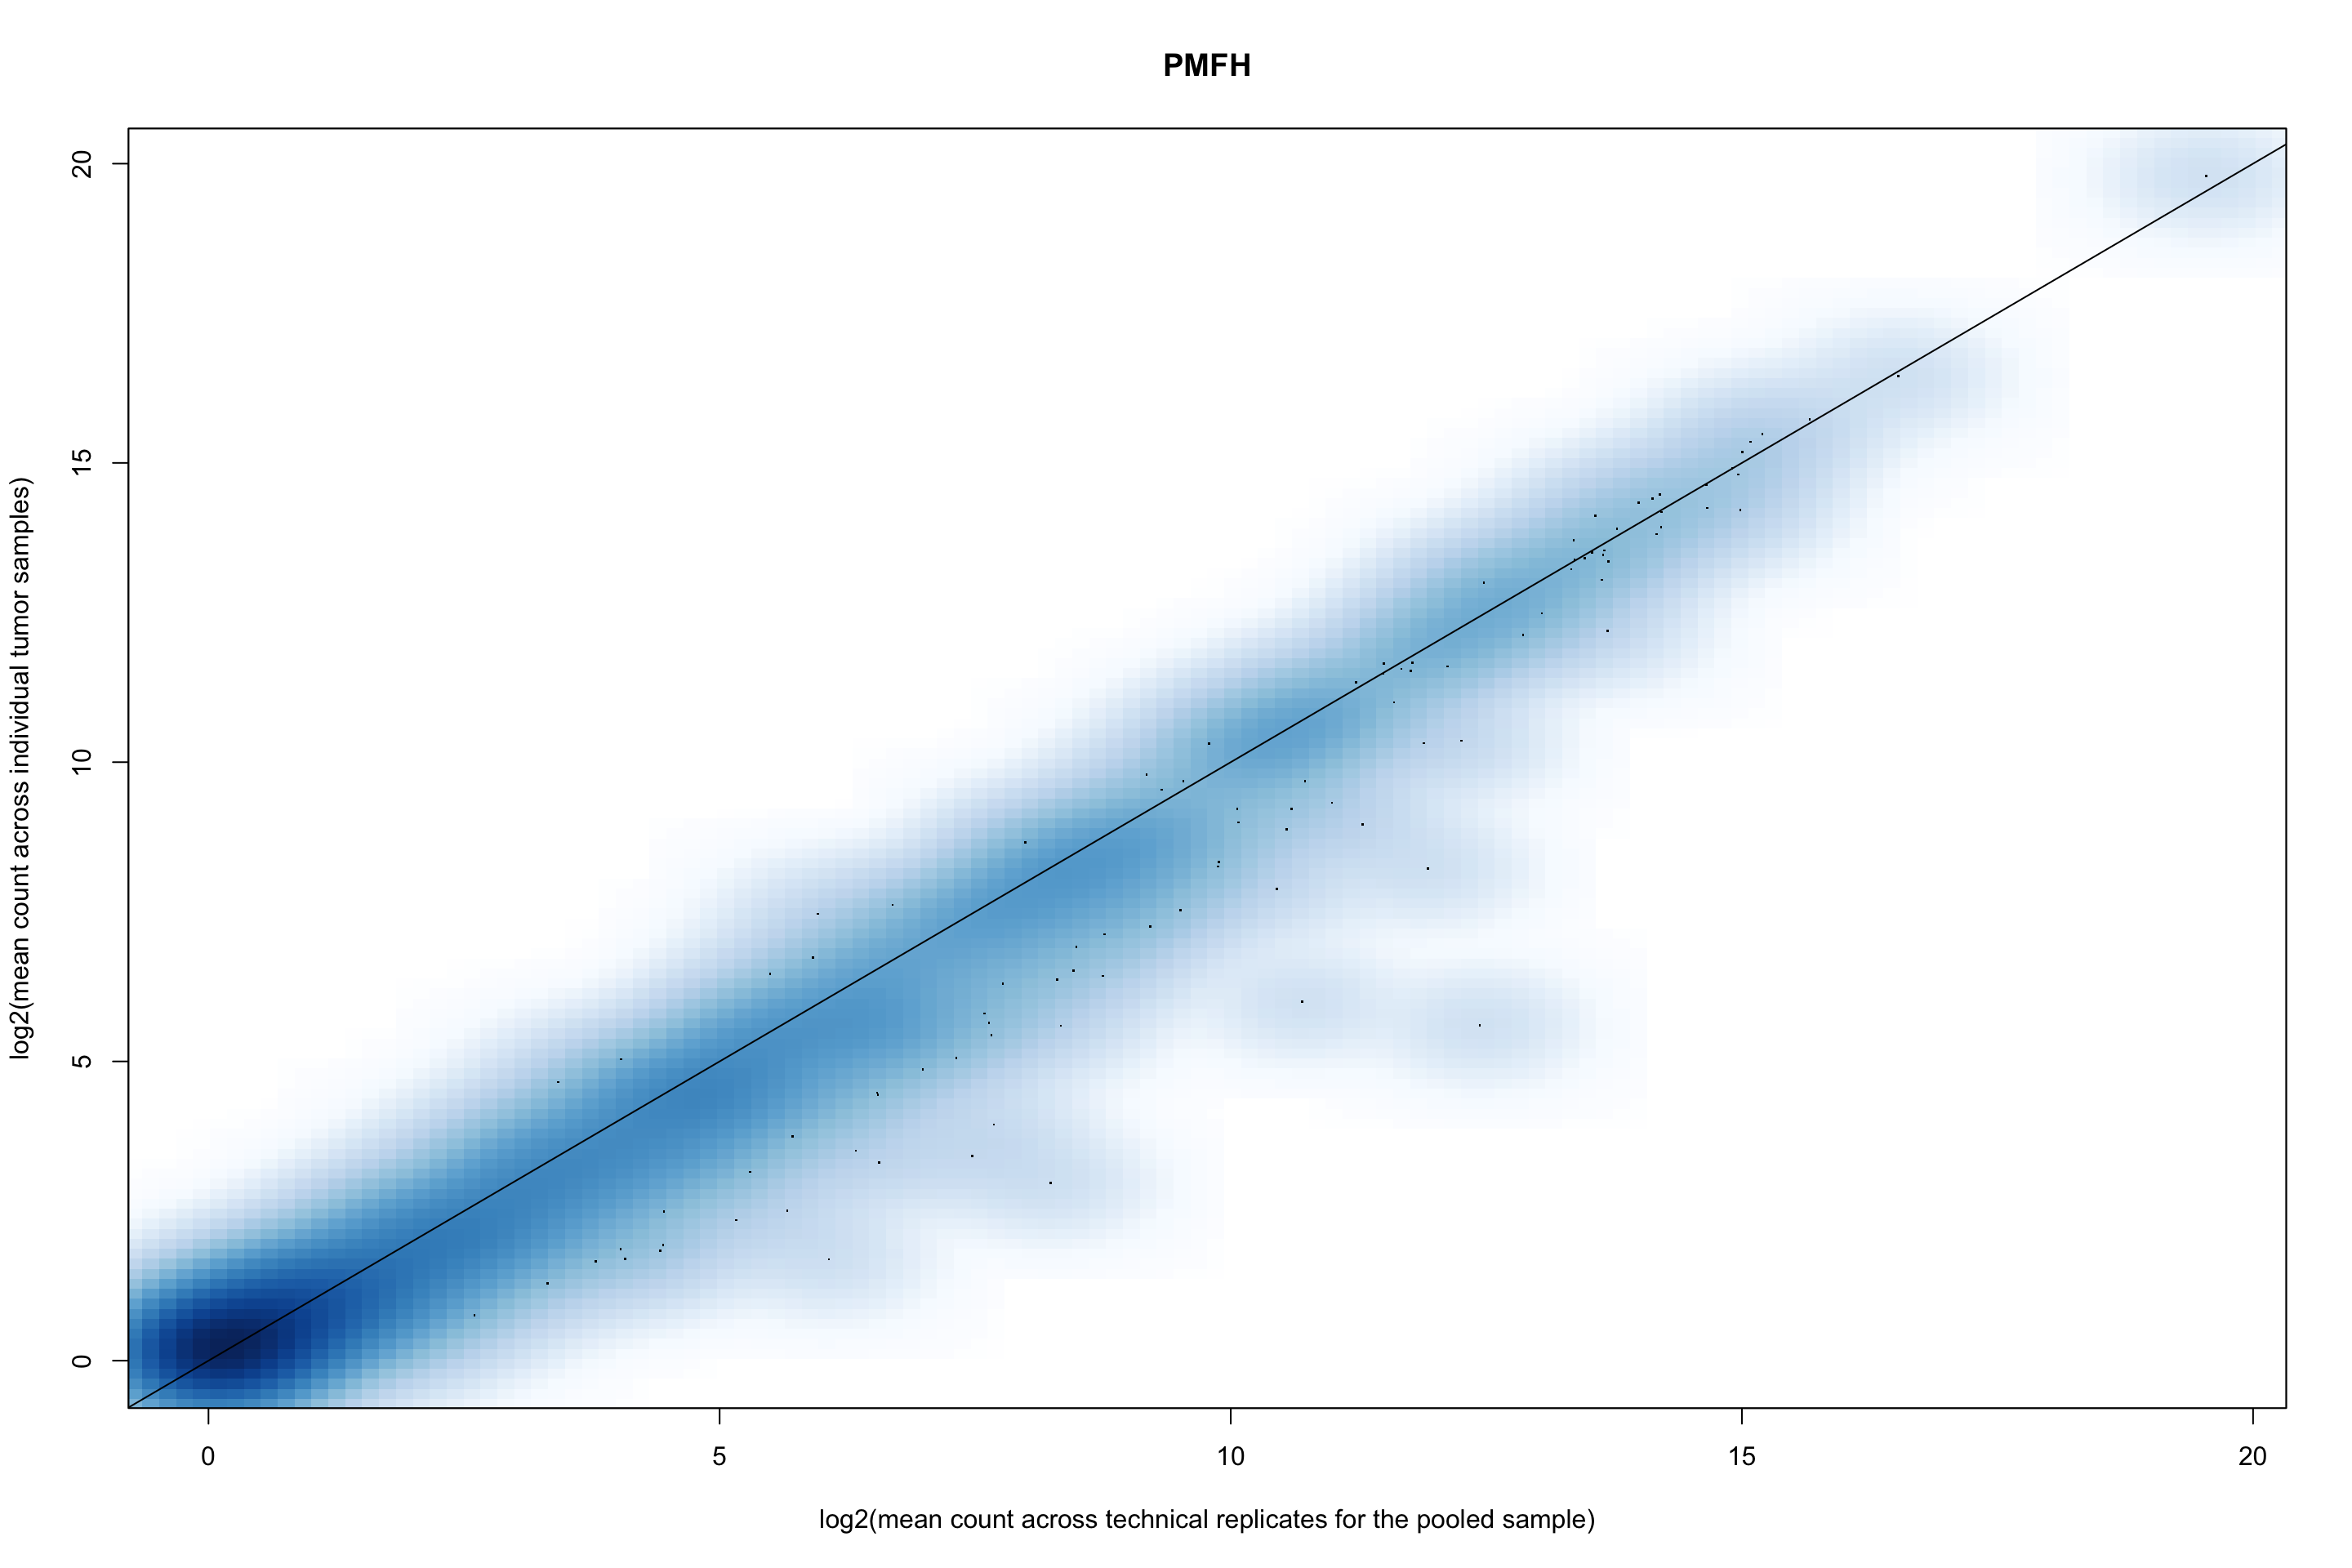 PMFH
log2(mean count across individual tumor samples)
20
15
10
5
0
0 5 10 15 20
log2(mean count across technical replicates for the pooled sample)